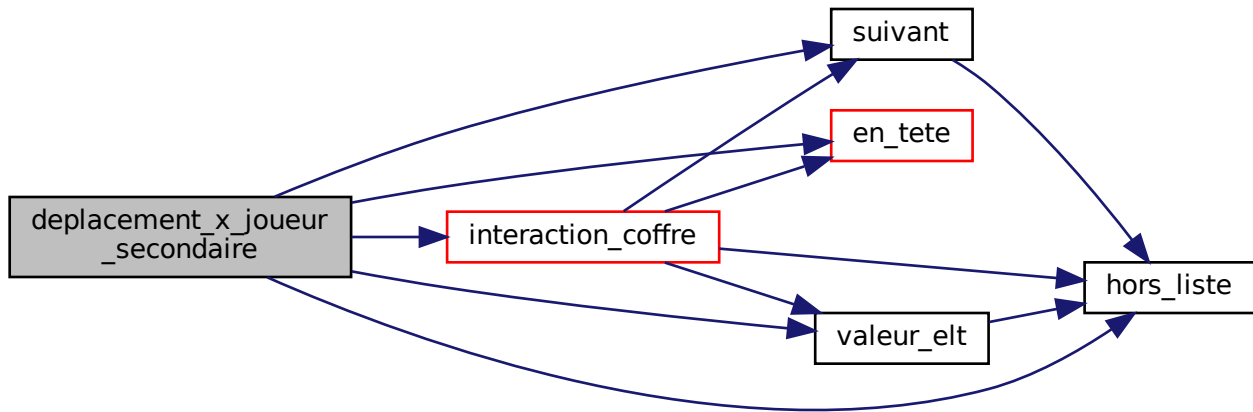 suivant
en_tete
deplacement_x_joueur
_secondaire
interaction_coffre
hors_liste
valeur_elt